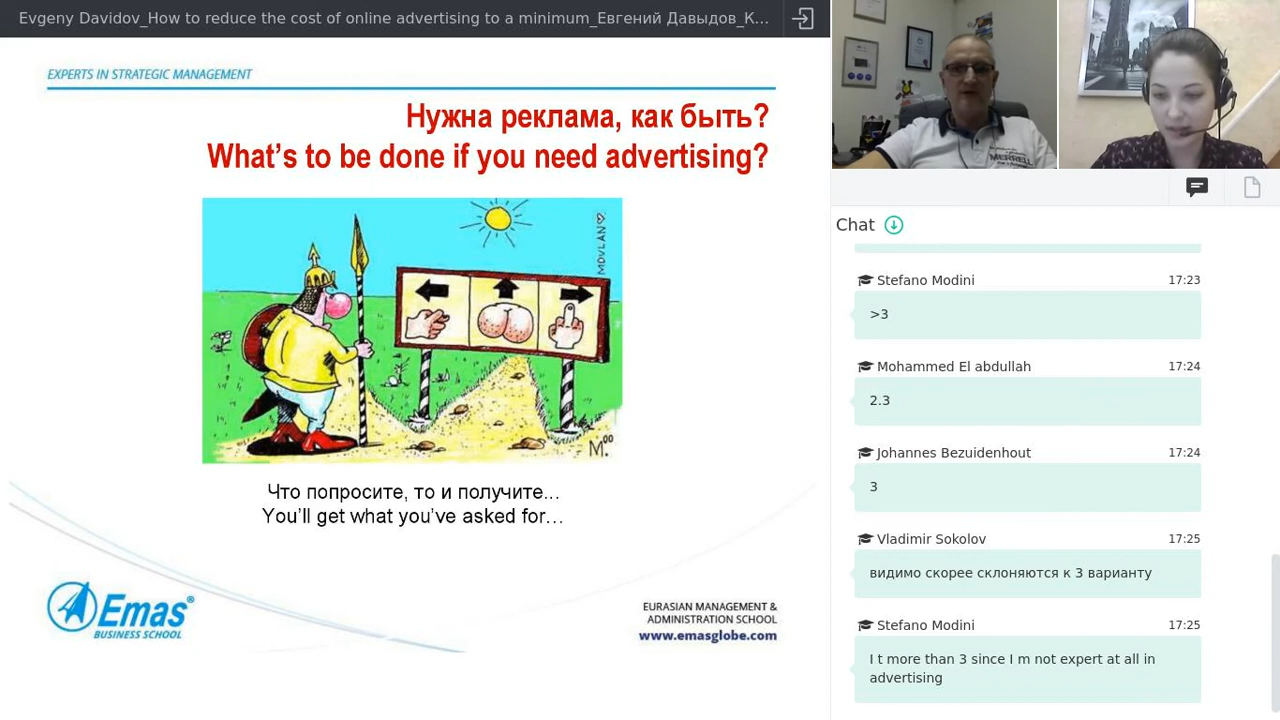 Evgeny Davidov_How to reduce the cost of online advertising to a minimum_Евгений Давыдов_К...
EXPERTS IN STRATEGIC MANAGEMENT
Нужна реклама, как быть?
What's to be done if you need advertising?
MOVLAN
M.00
Что попросите, то и получите...
You'll get what you've asked for...
Emas®
BUSINESS SCHOOL
EURASIAN MANAGEMENT &
ADMINISTRATION SCHOOL
www.emasglobe.com
MERRELL
Chat
Stefano Modini 17:23
>3
Mohammed El abdullah 17:24
2.3
Johannes Bezuidenhout 17:24
3
Vladimir Sokolov 17:25
видимо скорее склоняются к 3 варианту
Stefano Modini 17:25
I t more than 3 since I m not expert at all in
advertising